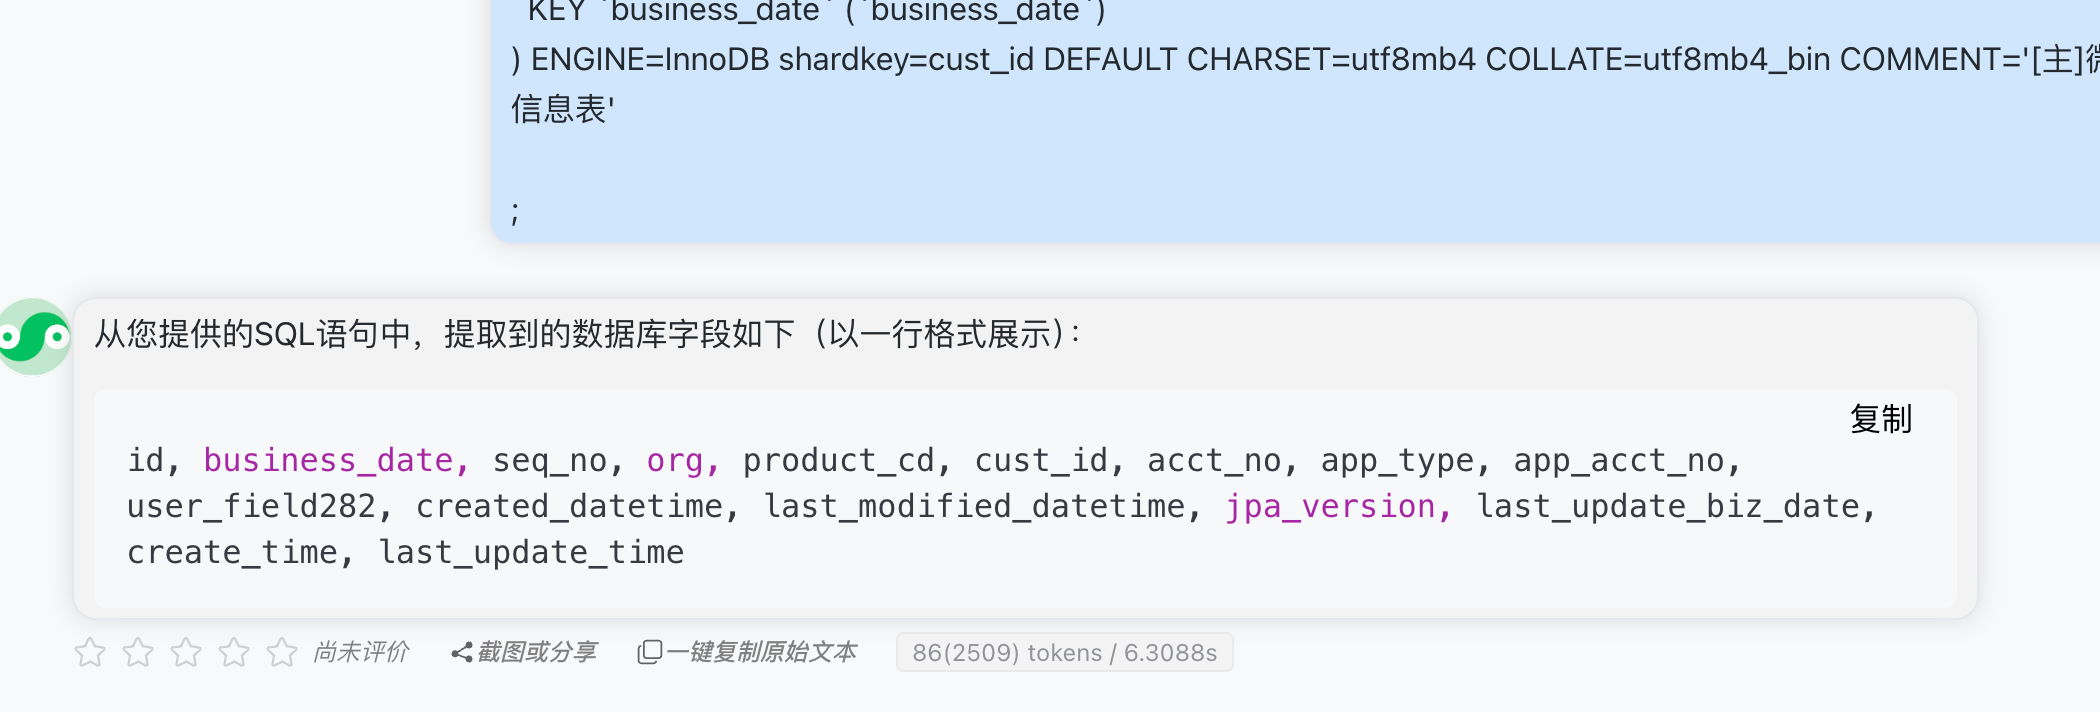 KEY `business_date` (`business_date`)
) ENGINE=InnoDB shardkey=cust_id DEFAULT CHARSET=utf8mb4 COLLATE=utf8mb4_bin COMMENT='[主]
信息表'
;
从您提供的SQL语句中，提取到的数据库字段如下（以一行格式展示）：
复制
id, business_date, seq_no, org, product_cd, cust_id, acct_no, app_type, app_acct_no,
user_field282, created_datetime, last_modified_datetime, jpa_version, last_update_biz_date,
create_time, last_update_time
尚未评价 截图或分享 一键复制原始文本 86(2509) tokens / 6.3088s